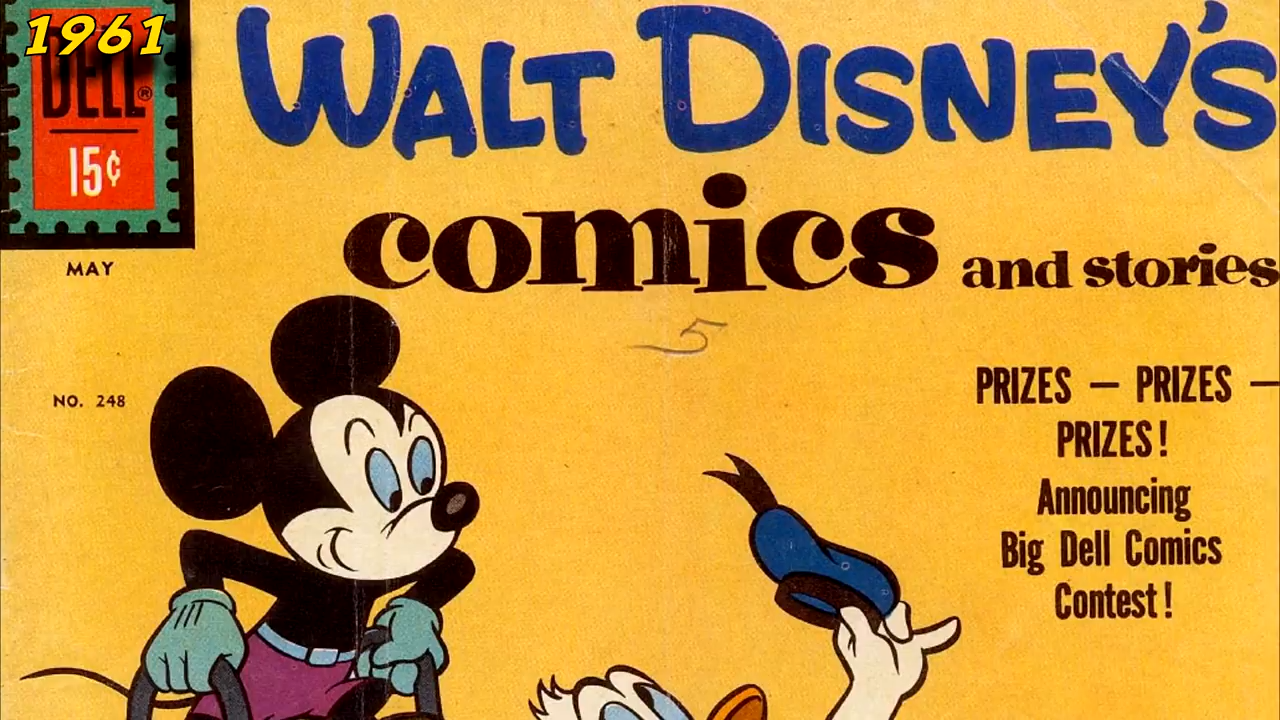 1961
DELL®
15¢
WALT DISNEY'S
comics and stories
MAY
5
NO. 248
PRIZES — PRIZES —
PRIZES!
Announcing
Big Dell Comics
Contest!